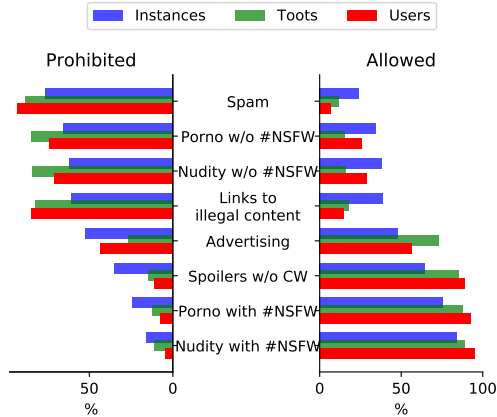 Instances Toots Users
Prohibited Allowed
Spam
Porno w/o #NSFW
Nudity w/o #NSFW
Links to
illegal content
Advertising
Spoilers w/o CW
Porno with #NSFW
Nudity with #NSFW
50 0 0 50 100
% %